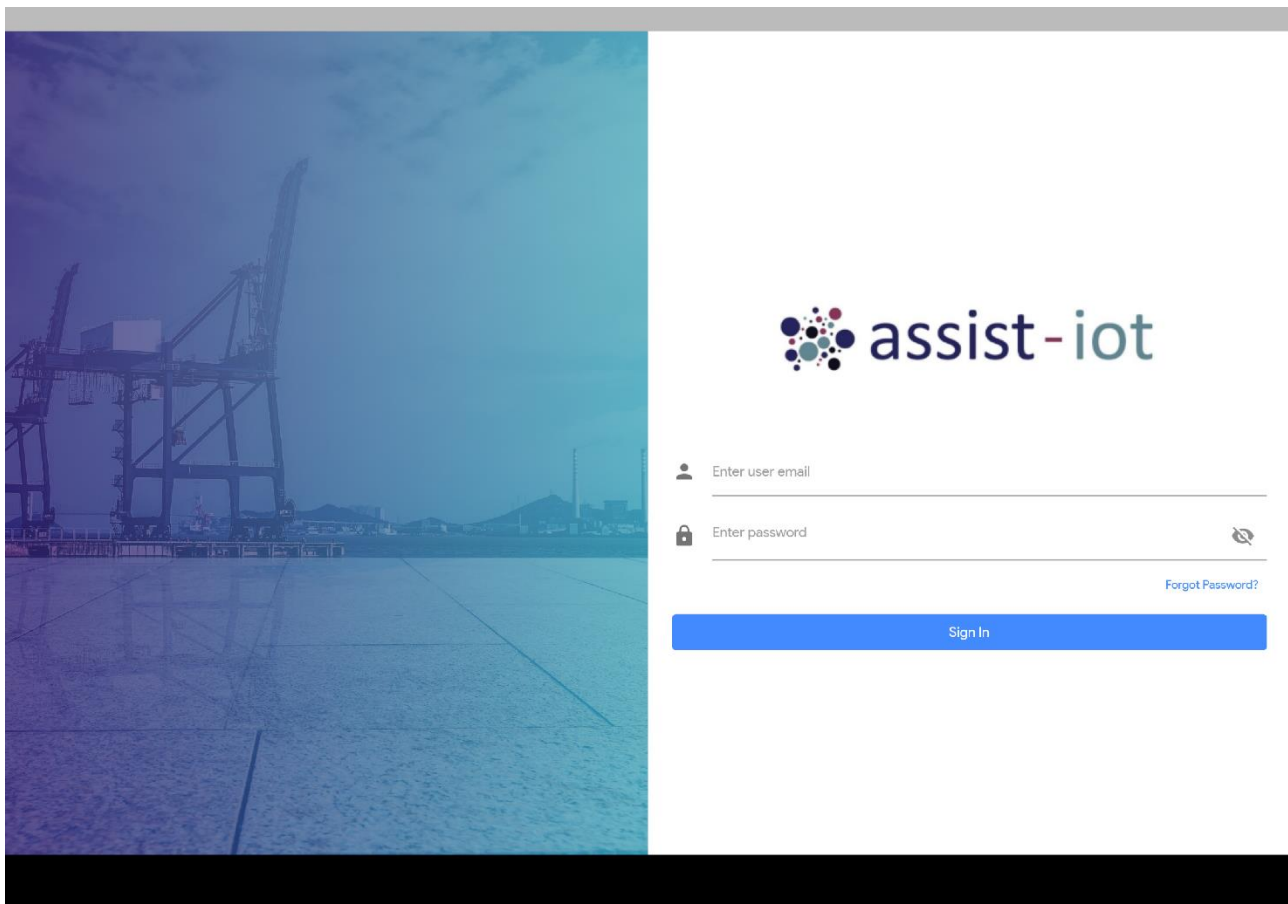 assist-iot
Enter user email
Enter password
Forgot Password?
Sign In